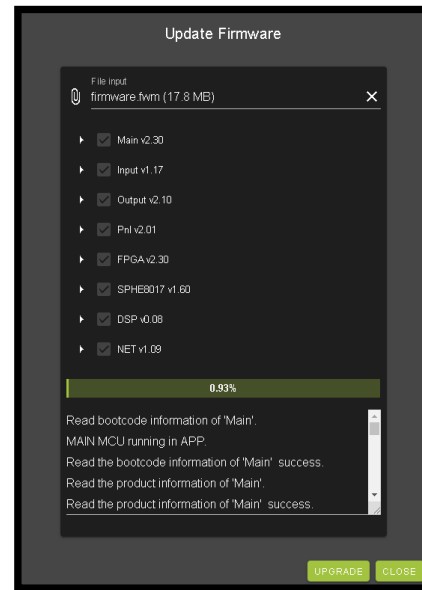 Update Firmware
File input
firmware.fwm (17.8 MB)
Main v2.30
Input v1.17
Output v2.10
Pnl v2.01
FPGA v2.30
SPHE8017 v1.60
DSP v0.08
NET v1.09
0.93%
Read bootcode information of 'Main'.
MAIN MCU running in APP.
Read the bootcode information of 'Main' success.
Read the product information of 'Main'.
Read the product information of 'Main' success.
UPGRADE CLOSE